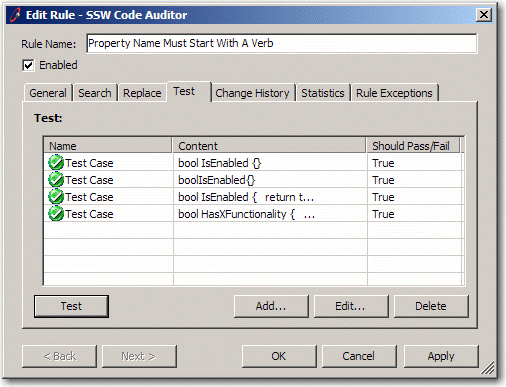 Edit Rule - SSW Code Auditor
Rule Name: Property Name Must Start With A Verb
Enabled
General Search Replace Test Change History Statistics Rule Exceptions
Test:
Name Content Should Pass/Fail
Test Case bool IsEnabled {} True
Test Case boolIsEnabled{} True
Test Case bool IsEnabled { return t... True
Test Case bool HasXFunctionality { ... True
Test Add... Edit... Delete
< Back Next > OK Cancel Apply